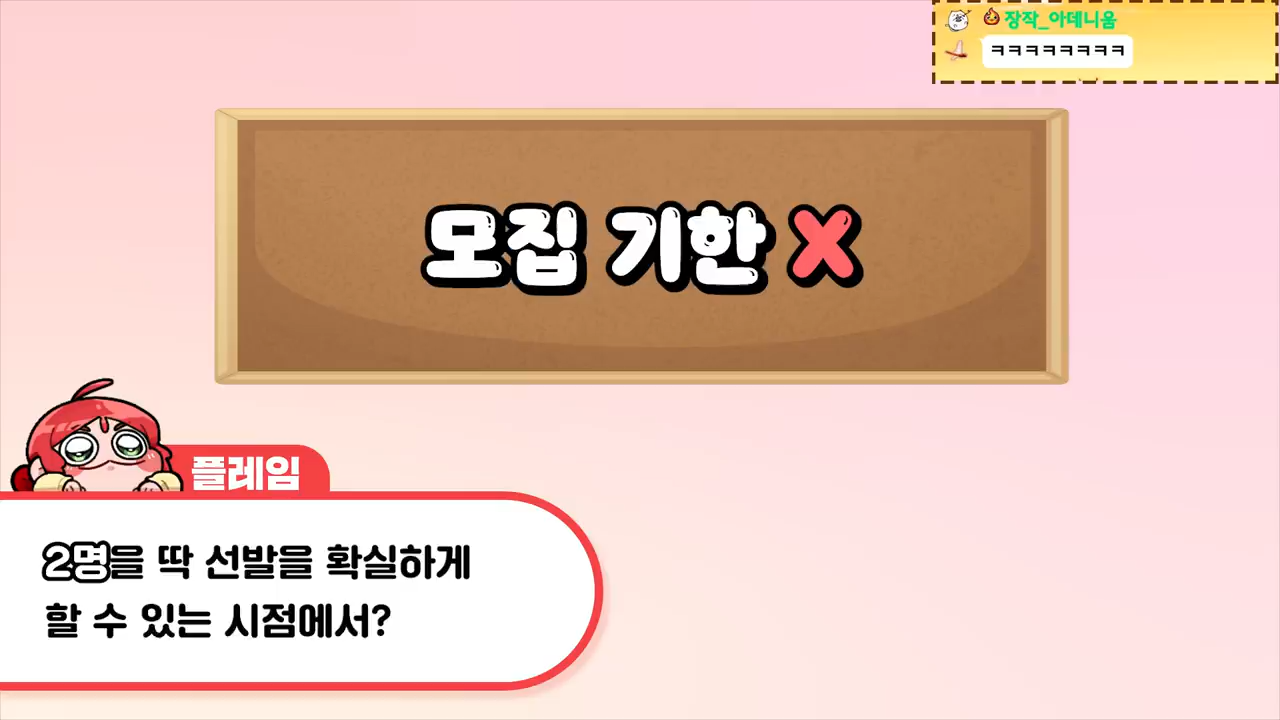 장작_아데니움
ㅋㅋㅋㅋㅋㅋㅋㅋ
모집 기한 X
플레임
2명을 딱 선발을 확실하게
할 수 있는 시점에서?